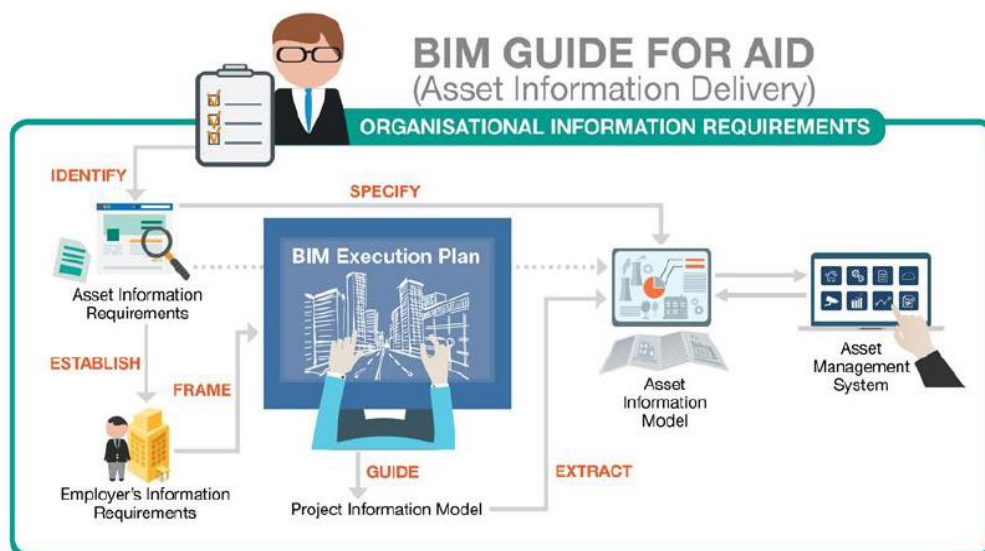 BIM GUIDE FOR AID
(Asset Information Delivery)
ORGANISATIONAL INFORMATION REQUIREMENTS
IDENTIFY
SPECIFY
BIM Execution Plan
Asset Information
Requirements
ESTABLISH
FRAME
Asset
Information
Model
Asset
Management
System
Employer's Information
Requirements
GUIDE
EXTRACT
Project Information Model